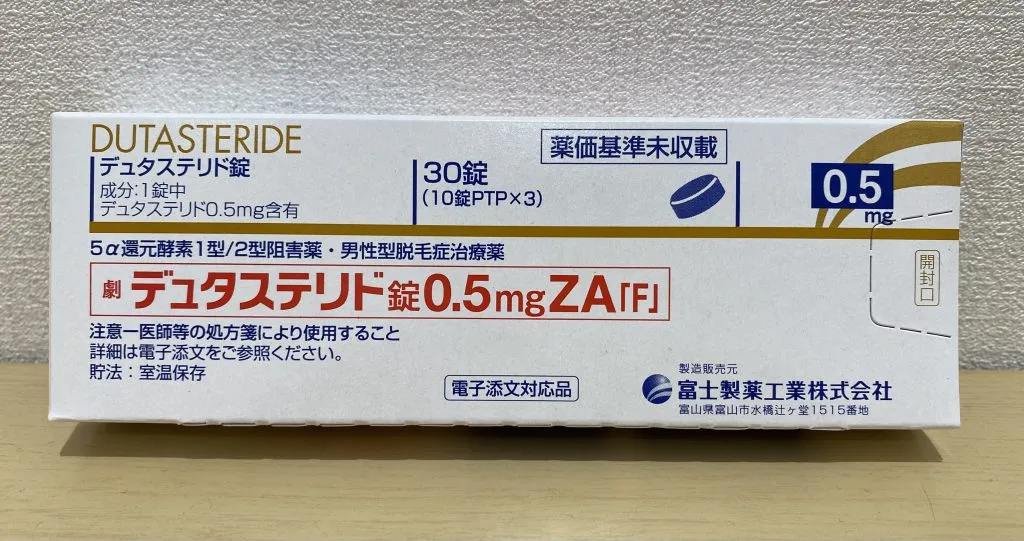 DUTASTERIDE
デュタステリド錠
成分:1錠中
デュタステリド0.5mg含有
30錠
(10錠PTP×3)
薬価基準未収載
0.5
mg
5α還元酵素1型/2型阻害薬・男性型脱毛症治療薬
劇 デュタステリド錠0.5mgZA「F」
開封口
注意-医師等の処方箋により使用すること
詳細は電子添文をご参照ください。
貯法:室温保存
電子添文対応品
製造販売元
富士製薬工業株式会社
富山県富山市水橋辻ヶ堂1515番地